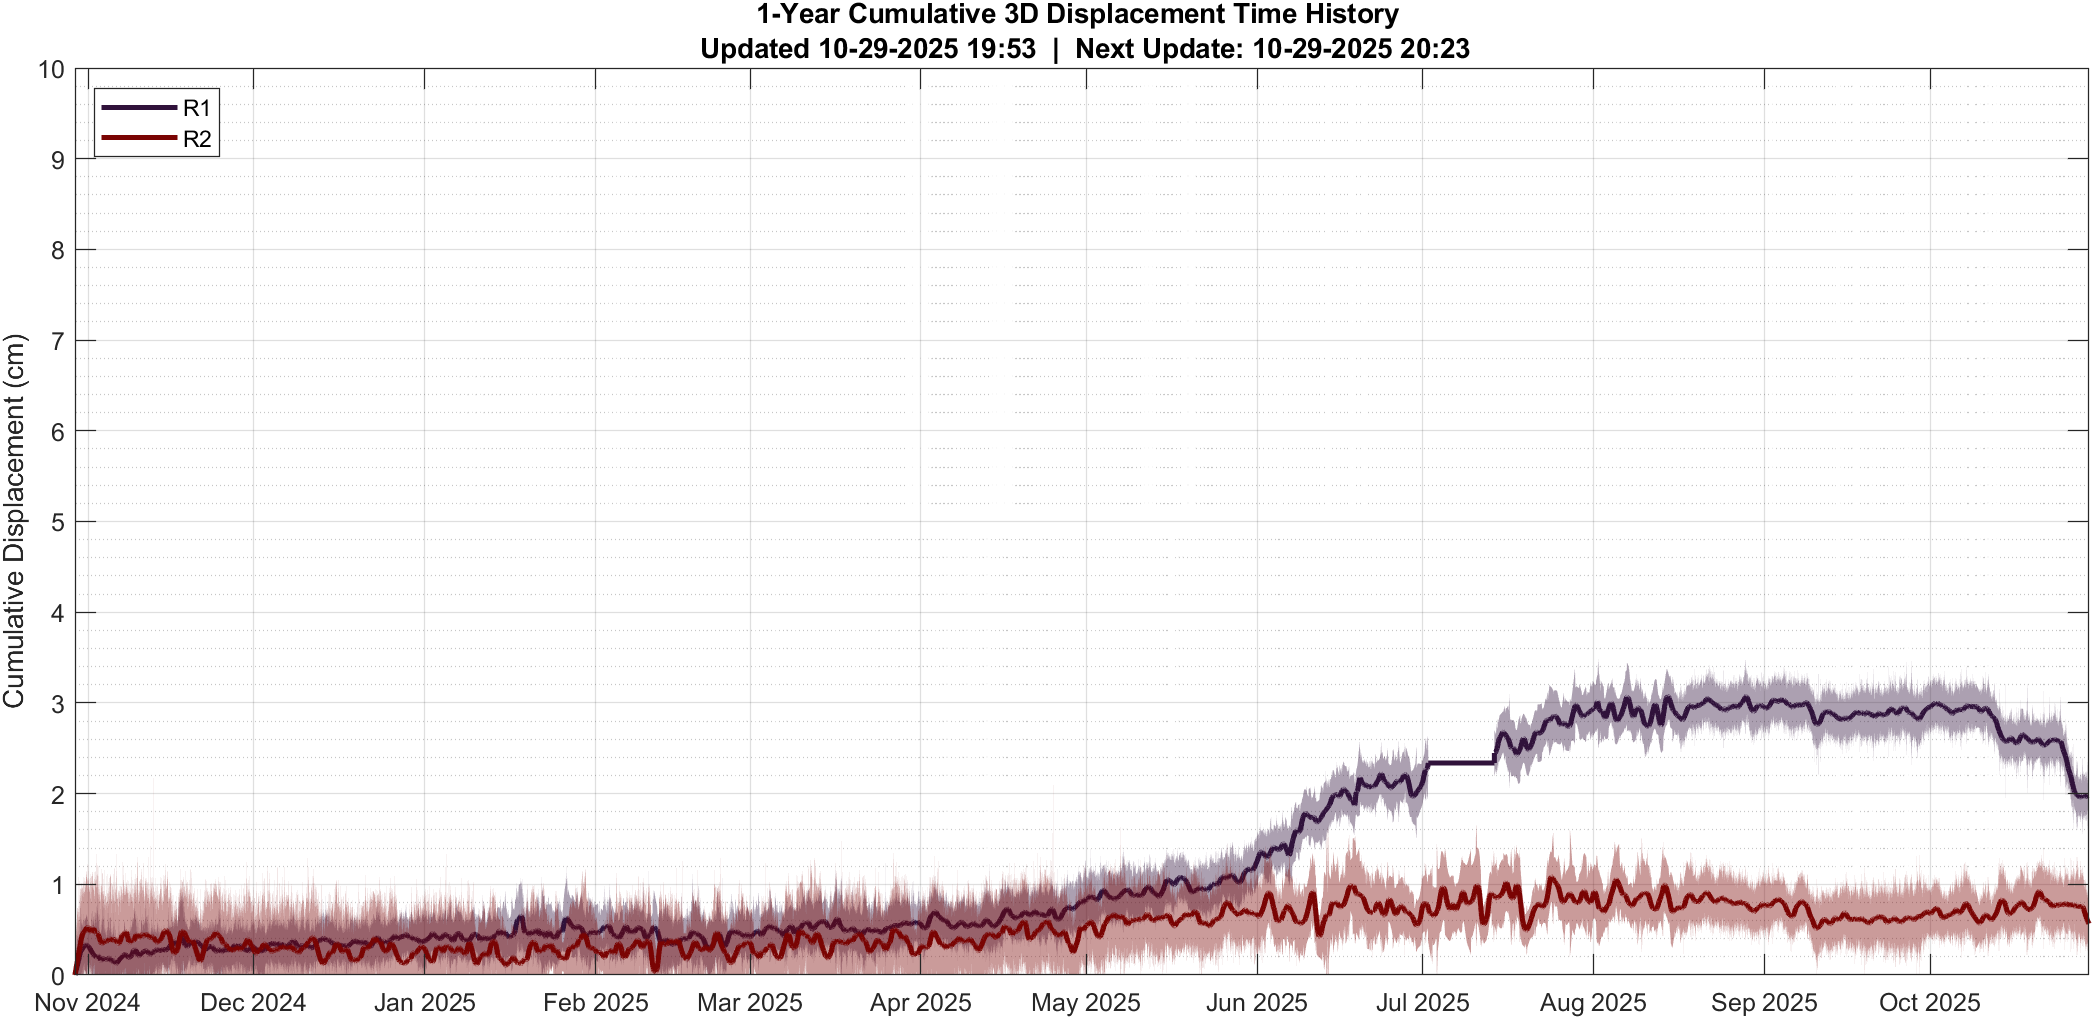 1-Year Cumulative 3D Displacement Time History
Updated 10-29-2025 19:53 | Next Update: 10-29-2025 20:23
R1
R2
Cumulative Displacement (cm)
10
9
8
7
6
5
4
3
2
1
0
Nov 2024 Dec 2024 Jan 2025 Feb 2025 Mar 2025 Apr 2025 May 2025 Jun 2025 Jul 2025 Aug 2025 Sep 2025 Oct 2025